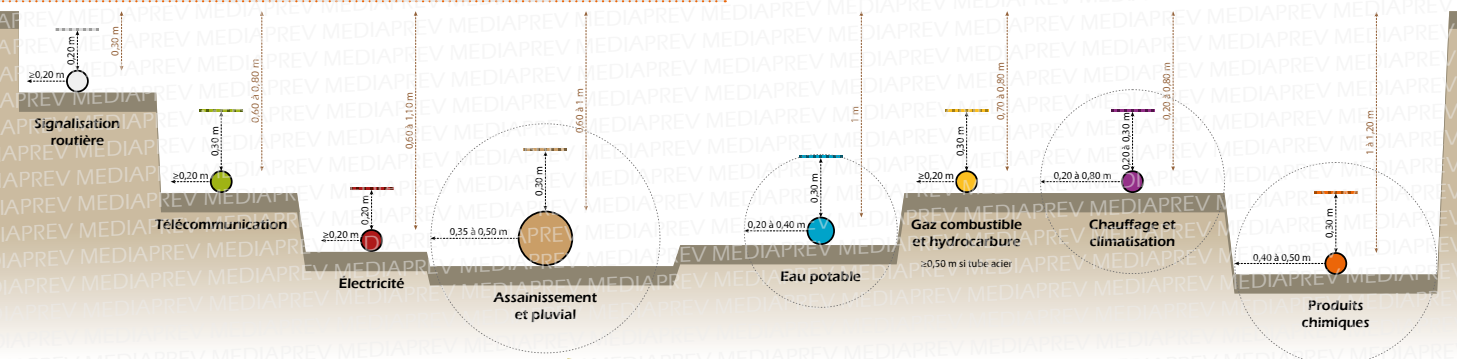 0,20 m
0,30 m
≥0,20 m
Signalisation
routière
0,30 m
0,60 à 0,80 m
≥0,20 m
Télécommunication
0,20 m
0,60 à 1,10 m
≥0,20 m
Électricité
0,30 m
0,60 à 1 m
0,35 à 0,50 m
Assainissement
et pluvial
0,30 m
1 m
0,20 à 0,40 m
Eau potable
0,30 m
0,70 à 0,80 m
≥0,20 m
Gaz combustible
et hydrocarbure
≥0,50 m si tube acier
0,20 à 0,30 m
0,20 à 0,80 m
0,20 à 0,80 m
Chauffage et
climatisation
0,30 m
1 à 1,20 m
0,40 à 0,50 m
Produits
chimiques
MEDIAPREV